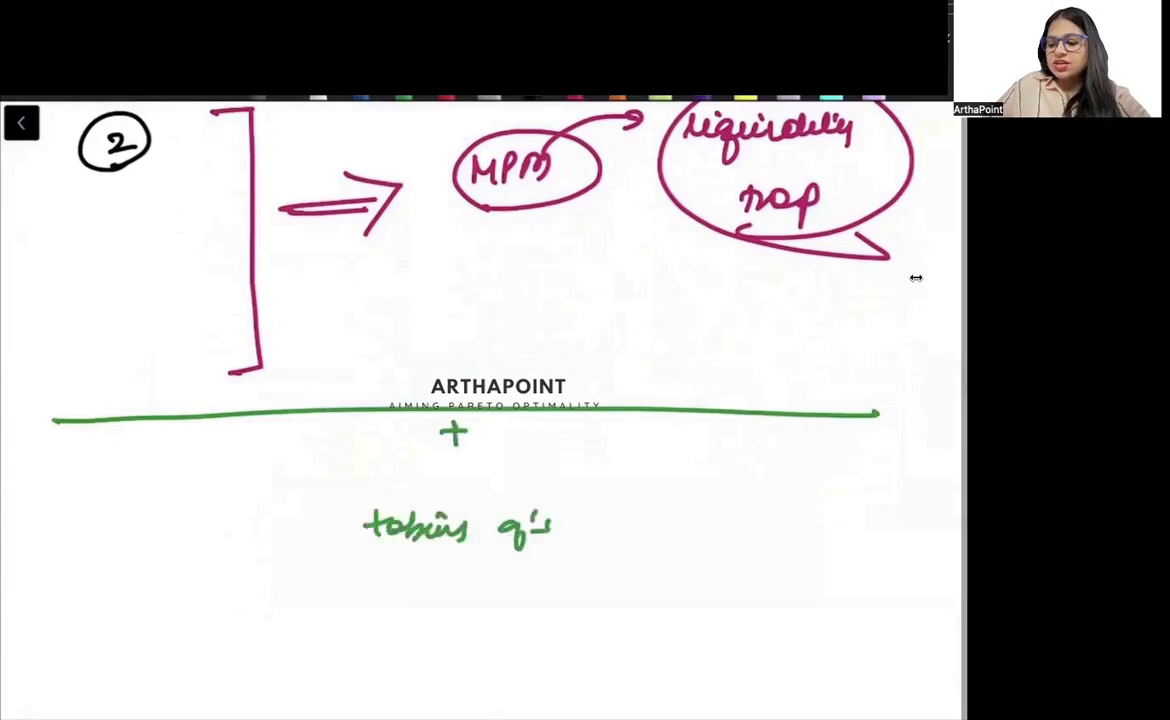 ArthaPoint
2
MPM
liquidity
trap
ARTHAPOINT
AIMING PARETO OPTIMALITY
+
tobins q's